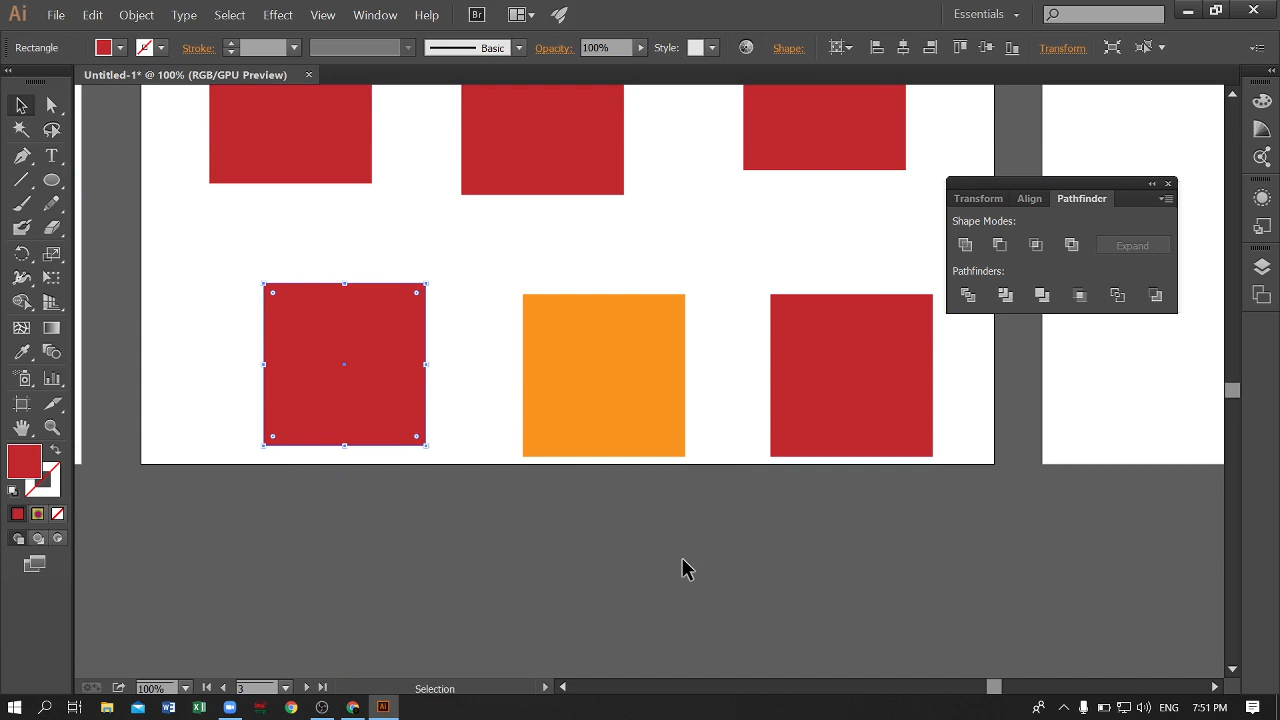 Ai File Edit Object Type Select Effect View Window Help Br Essentials
Rectangle Stroke: Basic Opacity: 100% Style: Shape: Transform
Untitled-1* @ 100% (RGB/GPU Preview) ×
Transform Align Pathfinder
Shape Modes:
Expand
Pathfinders:
100% 3 Selection
ENG 7:51 PM